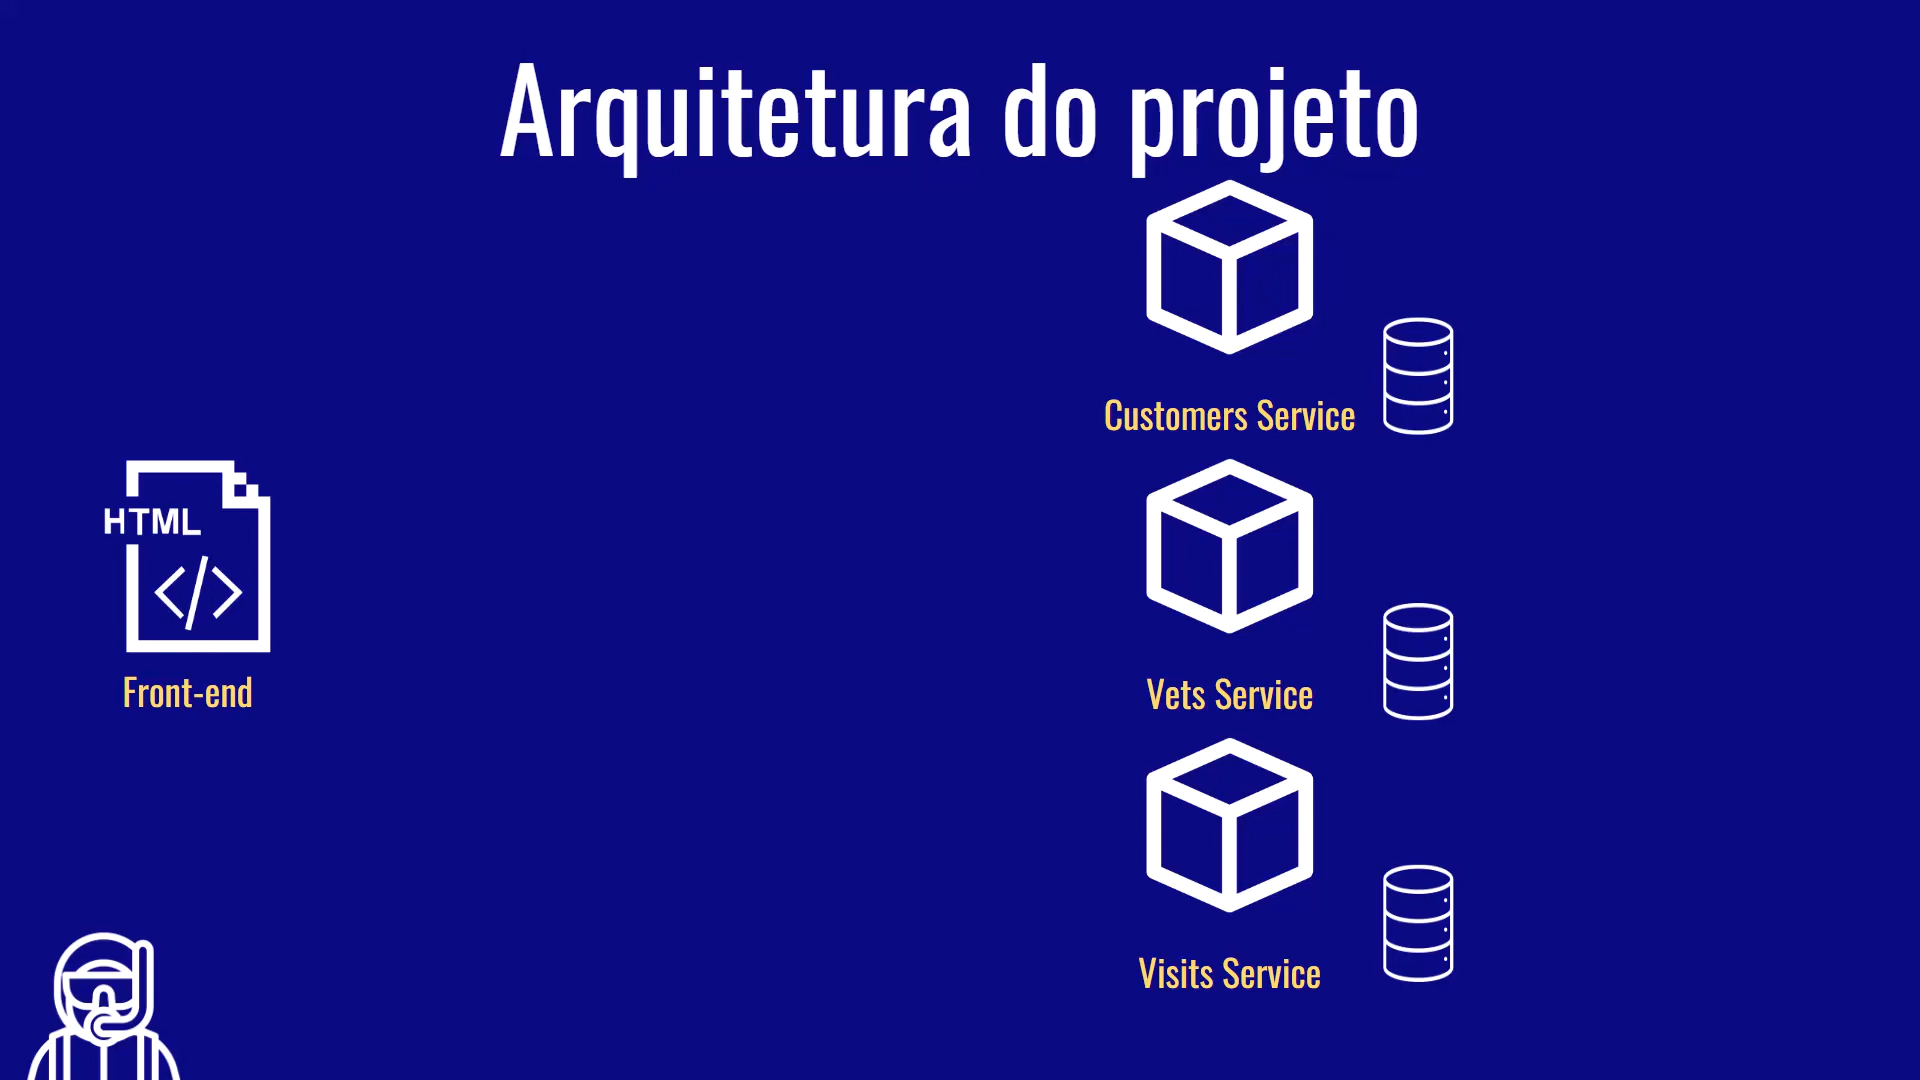 Arquitetura do projeto
Customers Service
HTML
</>
Front-end
Vets Service
Visits Service